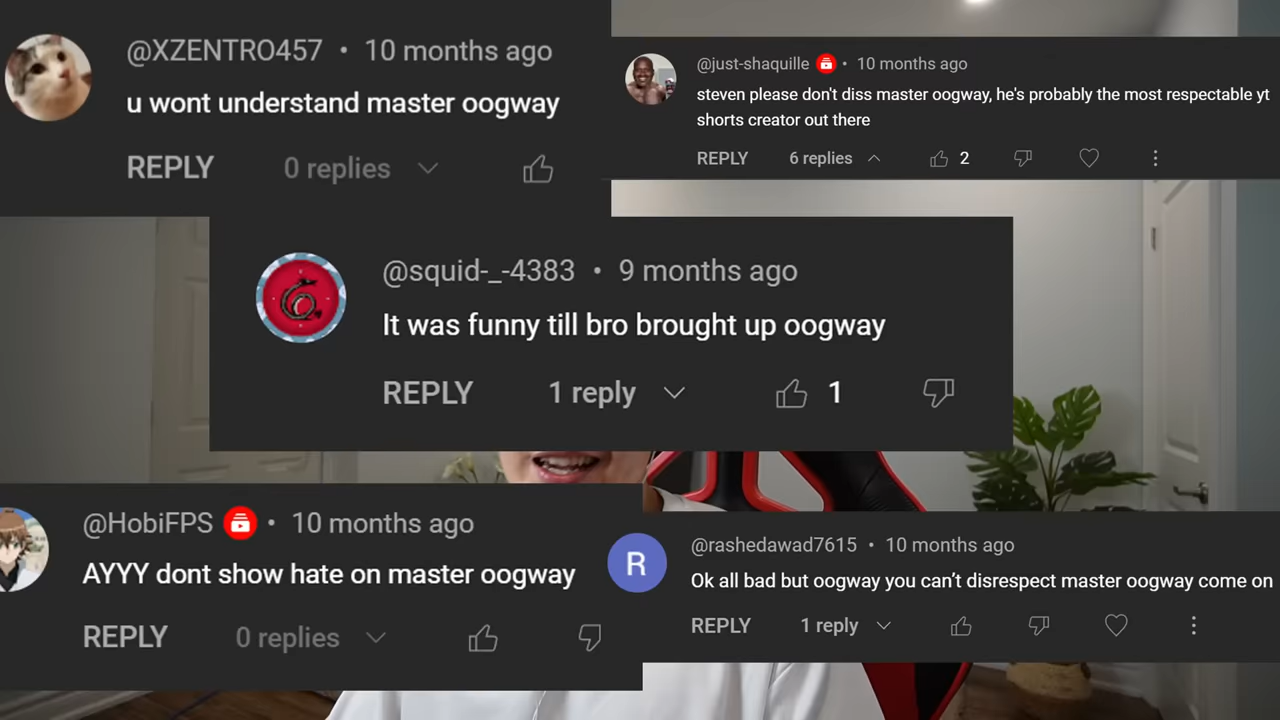 @XZENTRO457 • 10 months ago
u wont understand master oogway
REPLY 0 replies
@just-shaquille • 10 months ago
steven please don't diss master oogway, he's probably the most respectable yt
shorts creator out there
REPLY 6 replies 2
@squid-_-4383 • 9 months ago
It was funny till bro brought up oogway
REPLY 1 reply 1
@HobiFPS • 10 months ago
AYYY dont show hate on master oogway
REPLY 0 replies
R
@rashedawad7615 • 10 months ago
Ok all bad but oogway you can’t disrespect master oogway come on
REPLY 1 reply